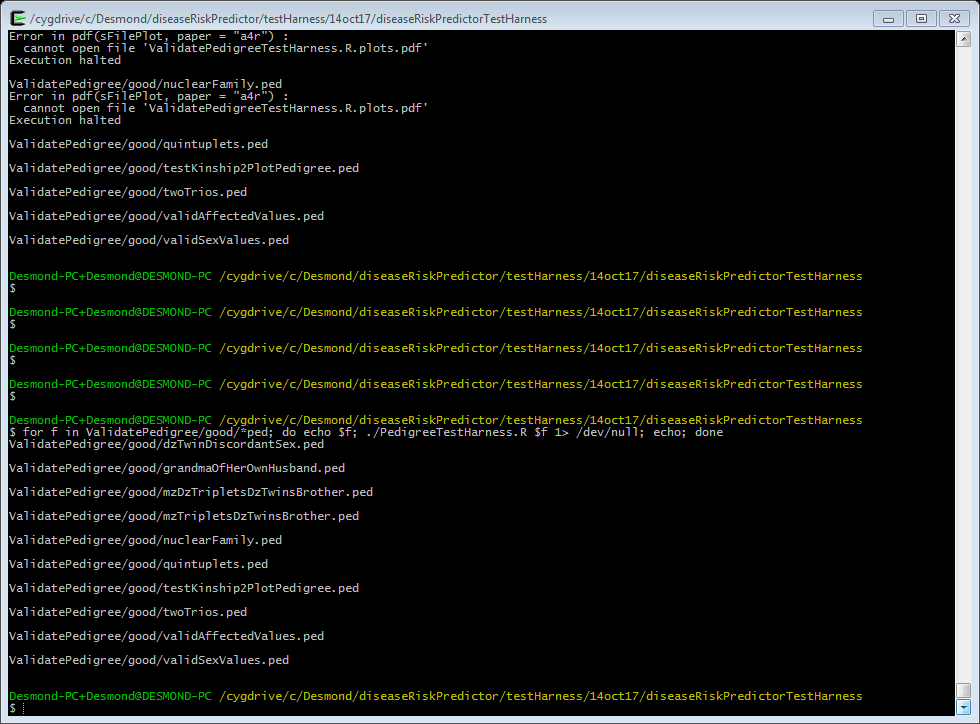 /cygdrive/c/Desmond/diseaseRiskPredictor/testHarness/14oct17/diseaseRiskPredictorTestHarness
Error in pdf(sFilePlot, paper = "a4r") :
  cannot open file 'ValidatePedigreeTestHarness.R.plots.pdf'
Execution halted

ValidatePedigree/good/nuclearFamily.ped
Error in pdf(sFilePlot, paper = "a4r") :
  cannot open file 'ValidatePedigreeTestHarness.R.plots.pdf'
Execution halted

ValidatePedigree/good/quintuplets.ped

ValidatePedigree/good/testKinship2PlotPedigree.ped

ValidatePedigree/good/twoTrios.ped

ValidatePedigree/good/validAffectedValues.ped

ValidatePedigree/good/validSexValues.ped

Desmond-PC+Desmond@DESMOND-PC /cygdrive/c/Desmond/diseaseRiskPredictor/testHarness/14oct17/diseaseRiskPredictorTestHarness
$

Desmond-PC+Desmond@DESMOND-PC /cygdrive/c/Desmond/diseaseRiskPredictor/testHarness/14oct17/diseaseRiskPredictorTestHarness
$

Desmond-PC+Desmond@DESMOND-PC /cygdrive/c/Desmond/diseaseRiskPredictor/testHarness/14oct17/diseaseRiskPredictorTestHarness
$

Desmond-PC+Desmond@DESMOND-PC /cygdrive/c/Desmond/diseaseRiskPredictor/testHarness/14oct17/diseaseRiskPredictorTestHarness
$

Desmond-PC+Desmond@DESMOND-PC /cygdrive/c/Desmond/diseaseRiskPredictor/testHarness/14oct17/diseaseRiskPredictorTestHarness
$ for f in ValidatePedigree/good/*ped; do echo $f; ./PedigreeTestHarness.R $f 1> /dev/null; echo; done
ValidatePedigree/good/dzTwinDiscordantSex.ped

ValidatePedigree/good/grandmaOfHerOwnHusband.ped

ValidatePedigree/good/mzDzTripletsDzTwinsBrother.ped

ValidatePedigree/good/mzTripletsDzTwinsBrother.ped

ValidatePedigree/good/nuclearFamily.ped

ValidatePedigree/good/quintuplets.ped

ValidatePedigree/good/testKinship2PlotPedigree.ped

ValidatePedigree/good/twoTrios.ped

ValidatePedigree/good/validAffectedValues.ped

ValidatePedigree/good/validSexValues.ped

Desmond-PC+Desmond@DESMOND-PC /cygdrive/c/Desmond/diseaseRiskPredictor/testHarness/14oct17/diseaseRiskPredictorTestHarness
$